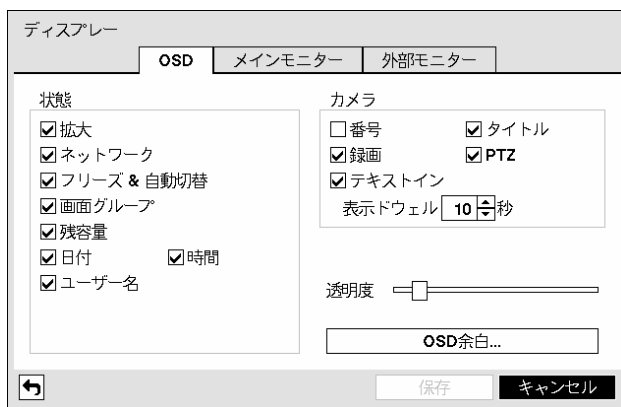 ディスプレー
OSD メインモニター 外部モニター
状態
拡大
ネットワーク
フリーズ & 自動切替
画面グループ
残容量
日付 時間
ユーザー名
カメラ
番号 タイトル
録画 PTZ
テキストイン
表示ドウェル 10 秒
透明度
OSD余白...
保存 キャンセル